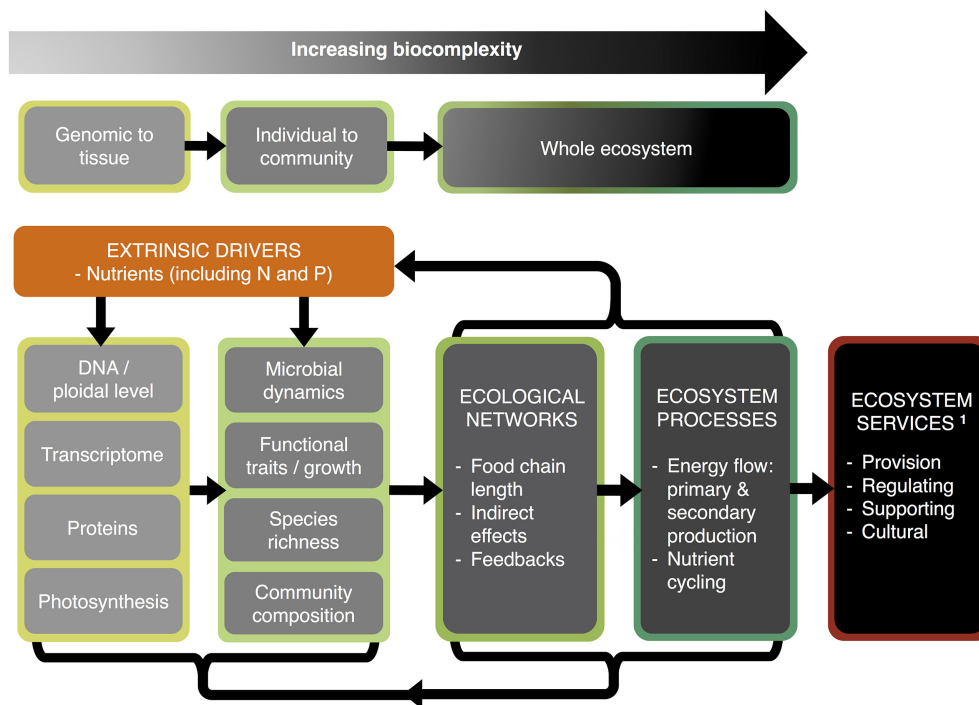 Increasing biocomplexity
Genomic to
tissue
Individual to
community
Whole ecosystem
EXTRINSIC DRIVERS
- Nutrients (including N and P)
DNA /
ploidal level
Transcriptome
Proteins
Photosynthesis
Microbial
dynamics
Functional
traits / growth
Species
richness
Community
composition
ECOLOGICAL
NETWORKS
- Food chain
length
- Indirect
effects
- Feedbacks
ECOSYSTEM
PROCESSES
- Energy flow:
primary &
secondary
production
- Nutrient
cycling
ECOSYSTEM
SERVICES ¹
- Provision
- Regulating
- Supporting
- Cultural